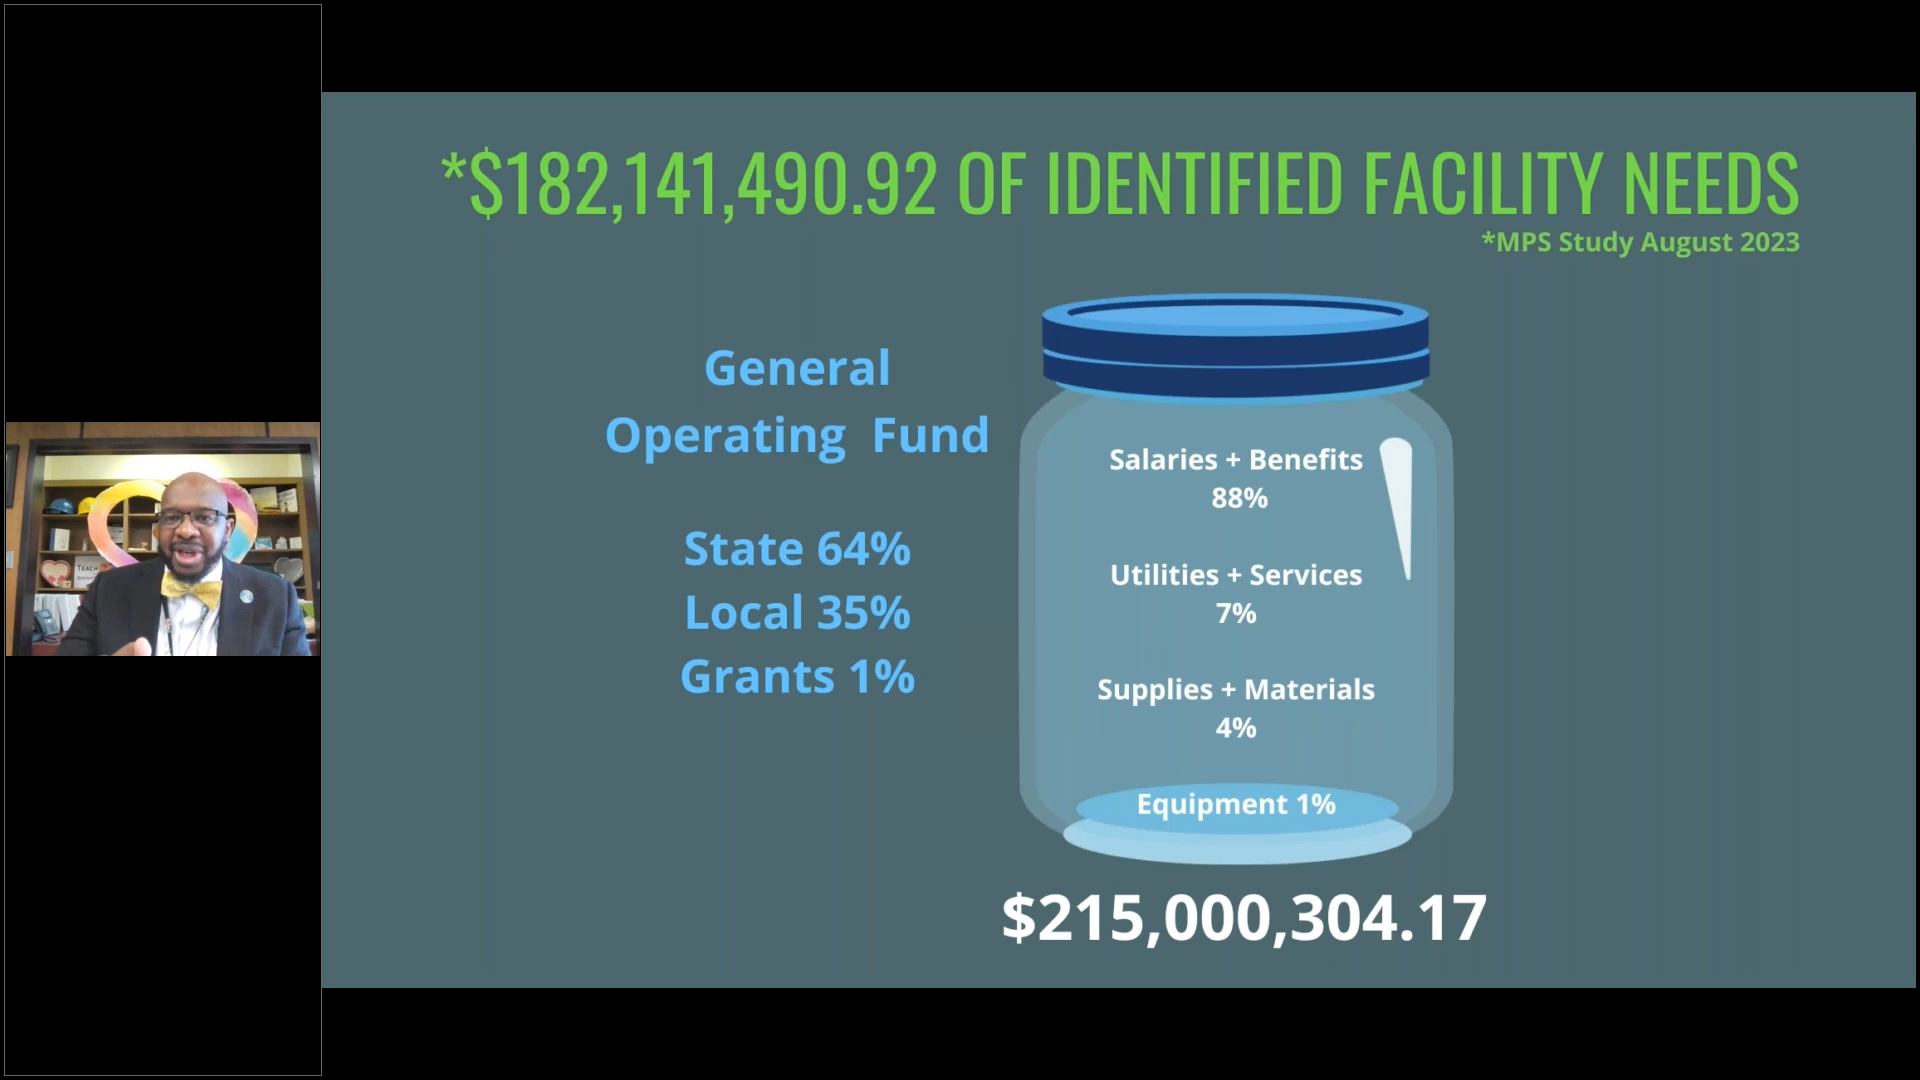 *$182,141,490.92 OF IDENTIFIED FACILITY NEEDS
*MPS Study August 2023
General
Operating Fund
State 64%
Local 35%
Grants 1%
Salaries + Benefits
88%
Utilities + Services
7%
Supplies + Materials
4%
Equipment 1%
$215,000,304.17
TEACH